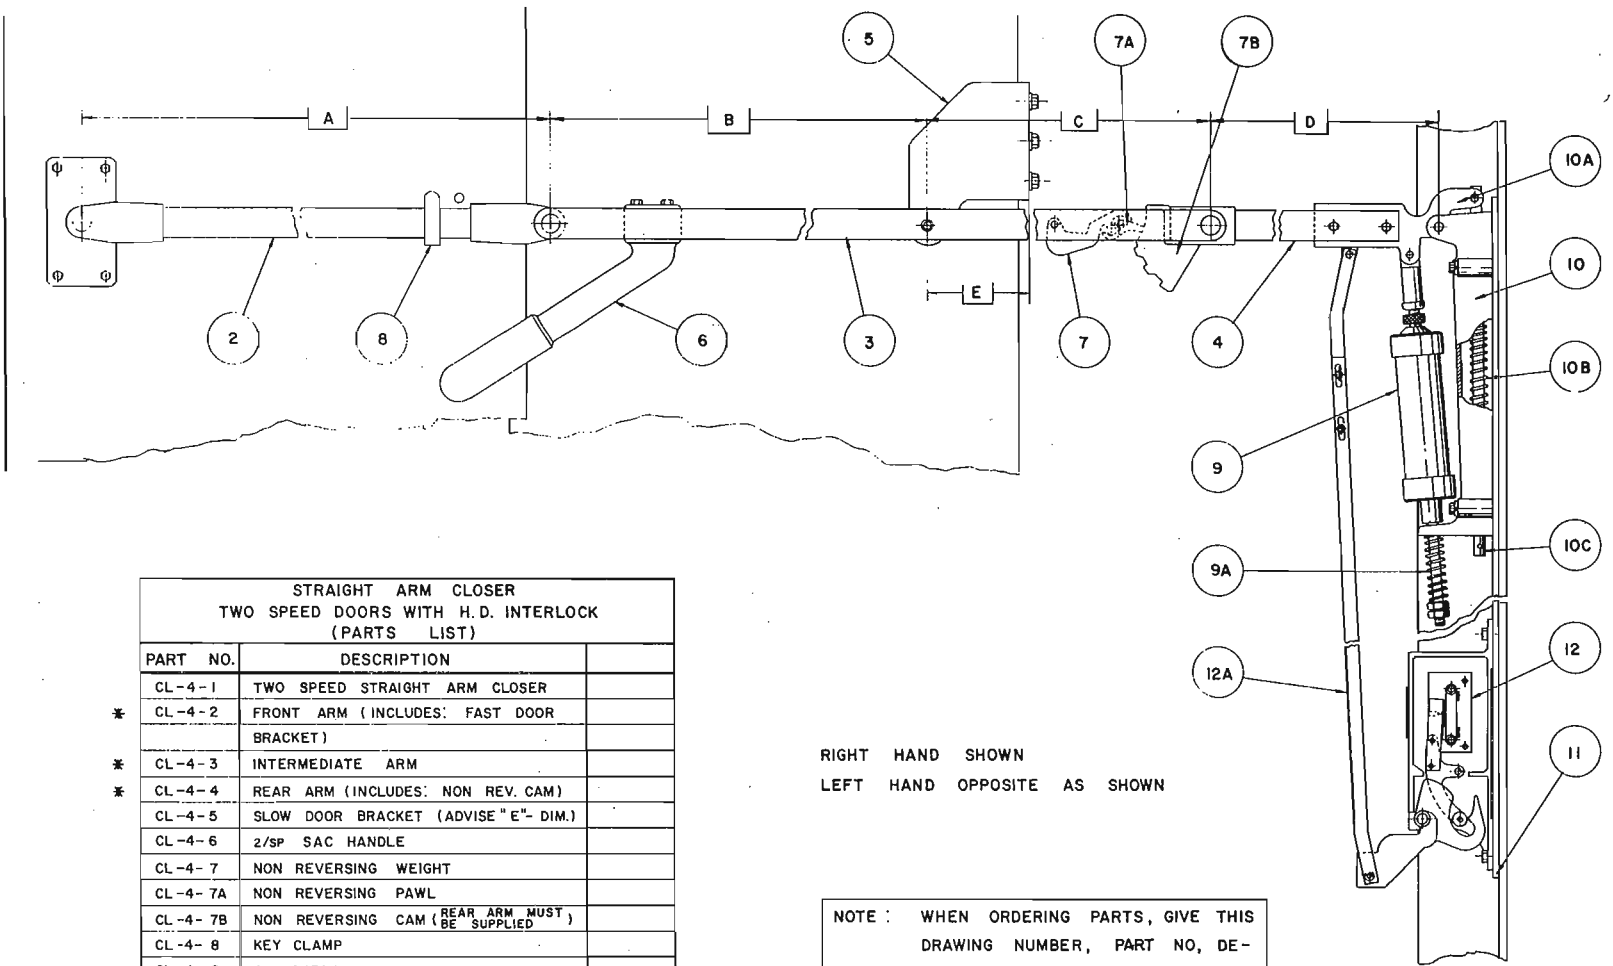 5
7A
7B
A
B
C
D
10A
E
10
2
8
6
3
7
4
10B
9
10C
9A
12
12A
11
STRAIGHT ARM CLOSER
TWO SPEED DOORS WITH H.D. INTERLOCK
(PARTS LIST)
PART NO. DESCRIPTION
CL-4-1 TWO SPEED STRAIGHT ARM CLOSER
* CL-4-2 FRONT ARM (INCLUDES: FAST DOOR
BRACKET)
* CL-4-3 INTERMEDIATE ARM
* CL-4-4 REAR ARM (INCLUDES: NON REV. CAM)
CL-4-5 SLOW DOOR BRACKET (ADVISE "E"- DIM.)
CL-4-6 2/SP SAC HANDLE
CL-4-7 NON REVERSING WEIGHT
CL-4-7A NON REVERSING PAWL
CL-4-7B NON REVERSING CAM (REAR ARM MUST BE SUPPLIED)
CL-4-8 KEY CLAMP
RIGHT HAND SHOWN
LEFT HAND OPPOSITE AS SHOWN
NOTE: WHEN ORDERING PARTS, GIVE THIS
DRAWING NUMBER, PART NO, DE-